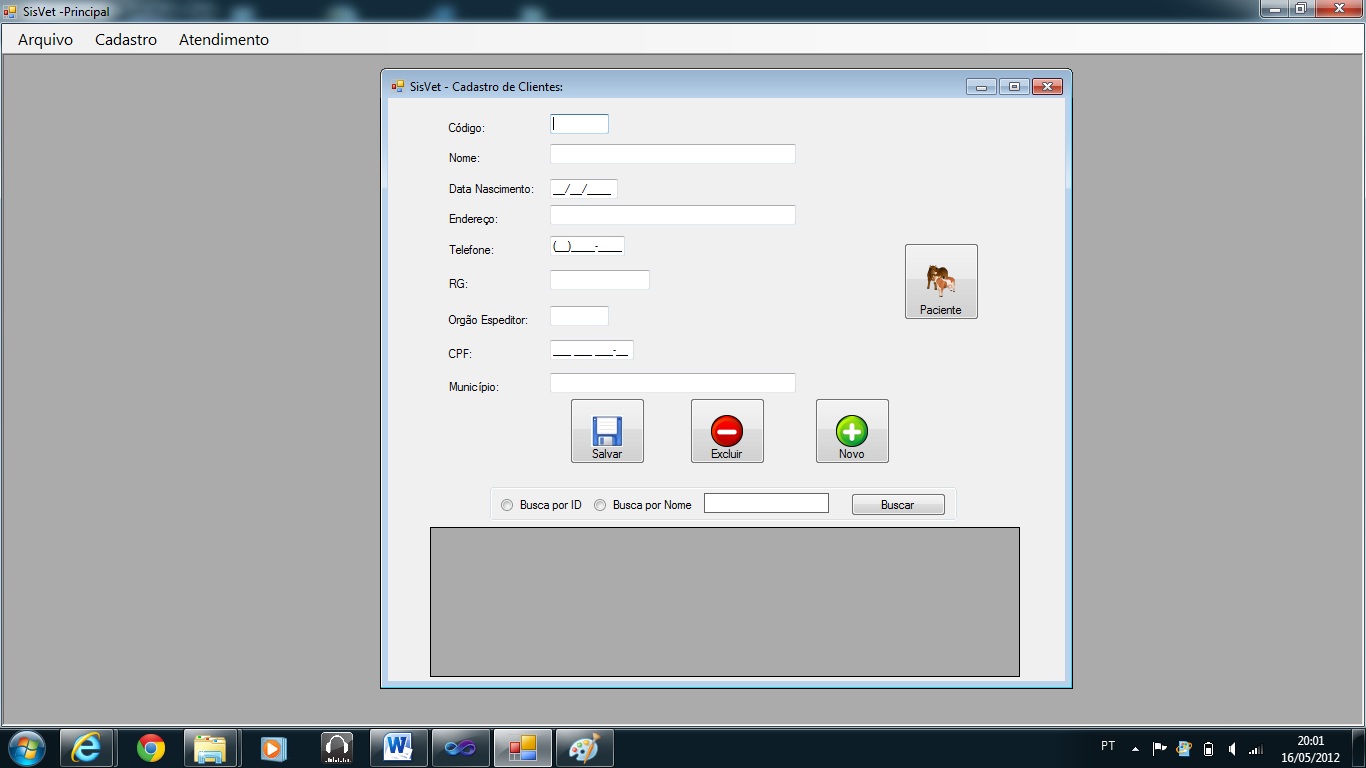 SisVet -Principal
Arquivo Cadastro Atendimento
SisVet - Cadastro de Clientes:
Código:
Nome:
Data Nascimento: __/__/____
Endereço:
Telefone: (__)____-____
RG:
Orgão Espeditor:
CPF: ___ ___ ___-__
Município:
Paciente
Salvar Excluir Novo
Busca por ID Busca por Nome Buscar
PT 20:01
16/05/2012